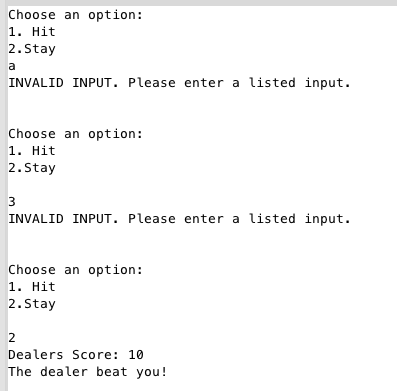 Choose an option:
1. Hit
2.Stay
a
INVALID INPUT. Please enter a listed input.
Choose an option:
1. Hit
2.Stay
3
INVALID INPUT. Please enter a listed input.
Choose an option:
1. Hit
2.Stay
2
Dealers Score: 10
The dealer beat you!